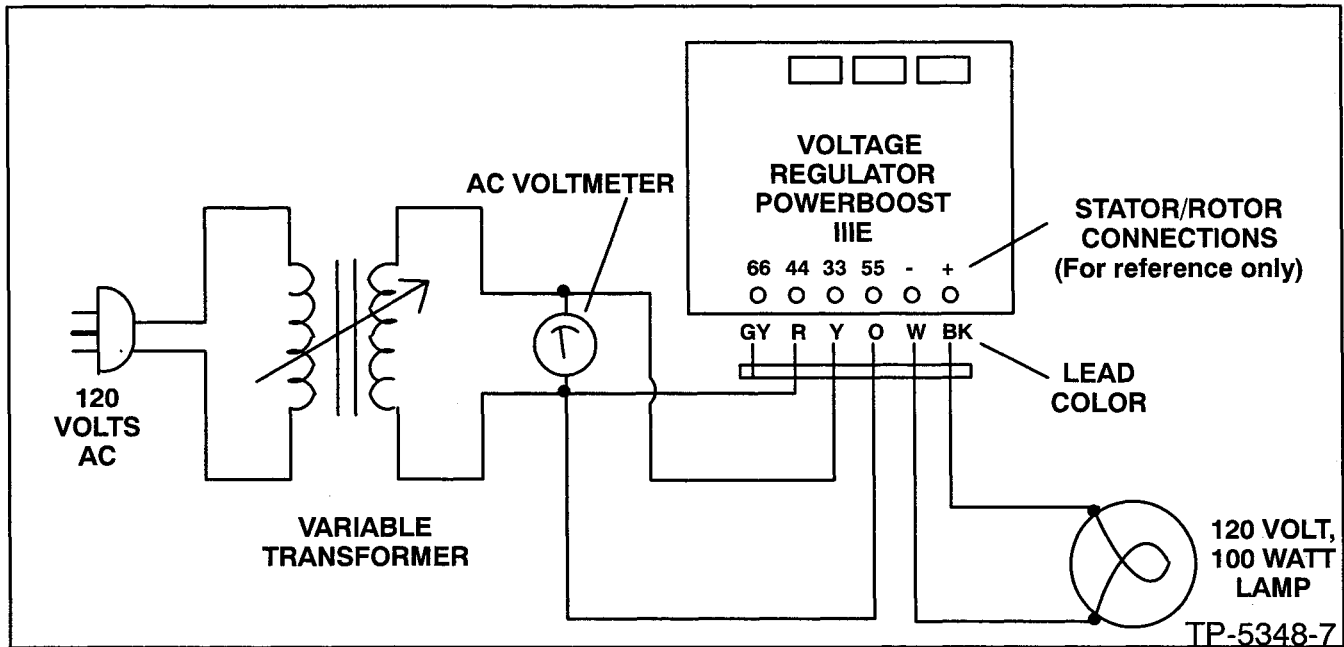 VOLTAGE
REGULATOR
POWERBOOST
IIIE
AC VOLTMETER
STATOR/ROTOR
CONNECTIONS
(For reference only)
66 44 33 55 - +
GY R Y O W BK
LEAD
COLOR
120
VOLTS
AC
VARIABLE
TRANSFORMER
120 VOLT,
100 WATT
LAMP
TP-5348-7